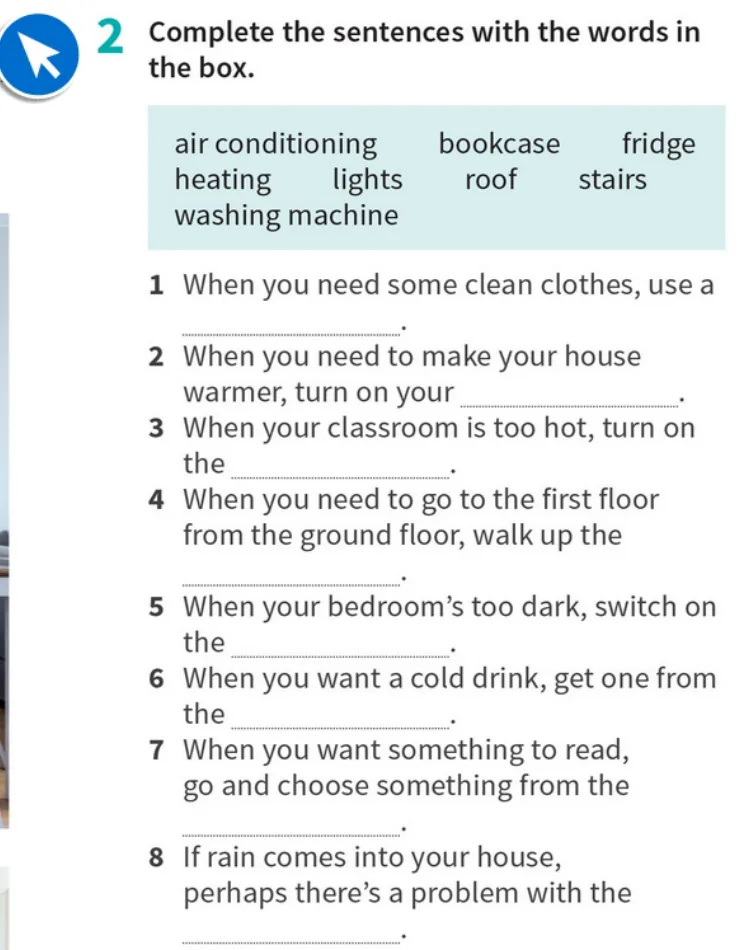 2 Complete the sentences with the words in
the box.
air conditioning bookcase fridge
heating lights roof stairs
washing machine
1 When you need some clean clothes, use a
.
2 When you need to make your house
warmer, turn on your .
3 When your classroom is too hot, turn on
the .
4 When you need to go to the first floor
from the ground floor, walk up the
.
5 When your bedroom’s too dark, switch on
the .
6 When you want a cold drink, get one from
the .
7 When you want something to read,
go and choose something from the
.
8 If rain comes into your house,
perhaps there’s a problem with the
.